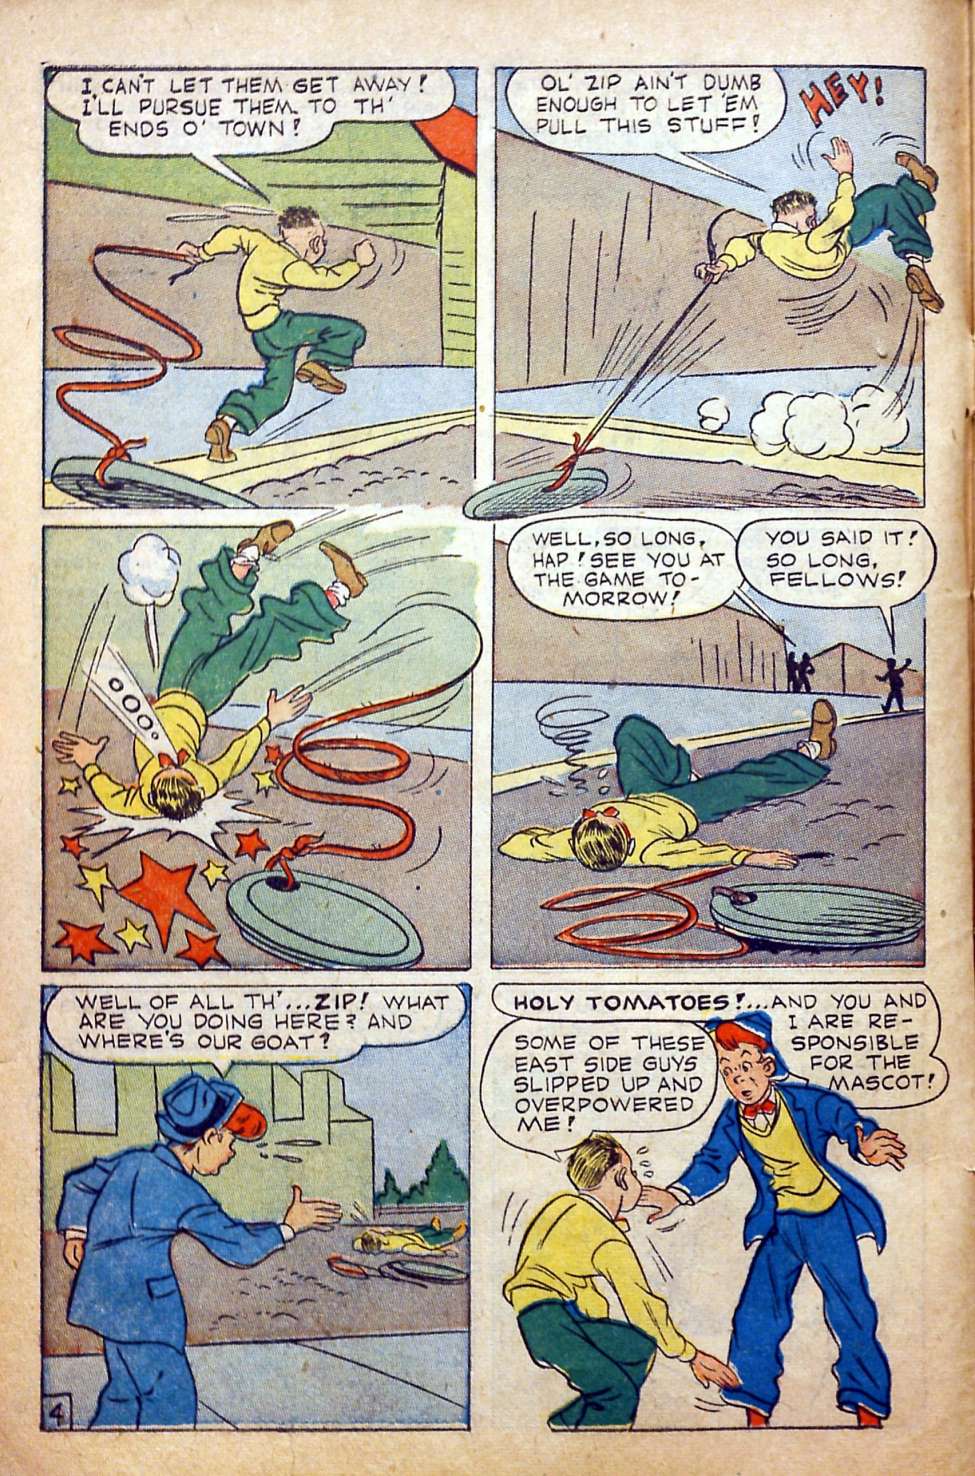 I CAN'T LET THEM GET AWAY!
I'LL PURSUE THEM TO TH'
ENDS O' TOWN!
OL' ZIP AIN'T DUMB
ENOUGH TO LET 'EM
PULL THIS STUFF!
HEY!
WELL, SO LONG,
HAP! SEE YOU AT
THE GAME TO-
MORROW!
YOU SAID IT!
SO LONG,
FELLOWS!
WELL OF ALL TH'...ZIP! WHAT
ARE YOU DOING HERE? AND
WHERE'S OUR GOAT?
SOME OF THESE
EAST SIDE GUYS
SLIPPED UP AND
OVERPOWERED
ME!
HOLY TOMATOES!...AND YOU AND
I ARE RE-
SPONSIBLE
FOR THE
MASCOT!
4